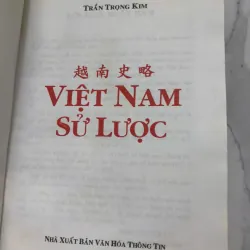 TRẦN TRỌNG KIM
越南史略
VIỆT NAM
SỬ LƯỢC
NHÀ XUẤT BẢN VĂN HÓA THÔNG TIN